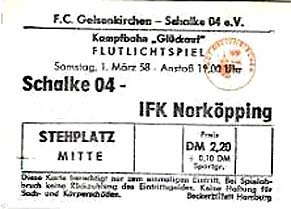 F.C. Gelsenkirchen – Schalke 04 e.V.
Kampfbahn „Glückauf"
FLUTLICHTSPIEL
Samstag, 1. März 58 - Anstoß Uhr
Schalke 04 -
IFK Norköpping
STEHPLATZ
MITTE
Preis
DM 2,20
+ 0,10 DM
Sportgr.
Diese Karte berechtigt nur zum einmaligen Eintritt. Bei Spielab-
bruch keine Rückzahlung des Eintrittsgeldes. Keine Haftung für
Sach- und Körperschäden. Beckerbillett Hamburg